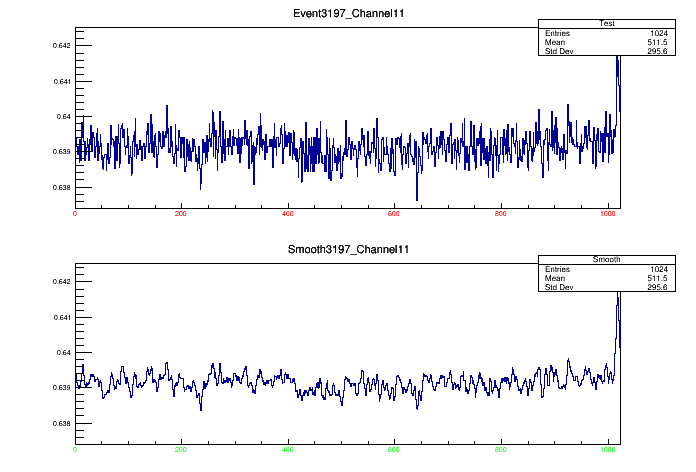 Event3197_Channel11
Test
Entries 1024
Mean 511.5
Std Dev 295.6
0.642
0.641
0.64
0.639
0.638
0 200 400 600 800 1000
Smooth3197_Channel11
Smooth
Entries 1024
Mean 511.5
Std Dev 295.6
0.642
0.641
0.64
0.639
0.638
0 200 400 600 800 1000